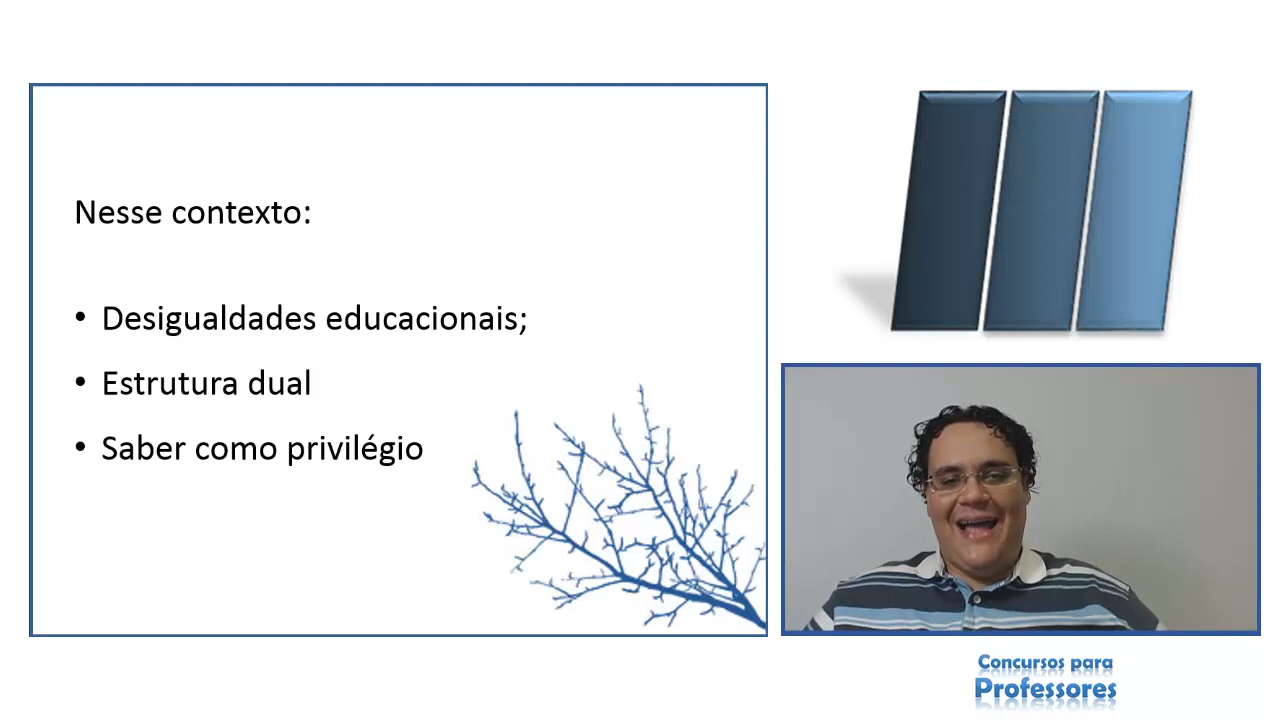 Nesse contexto:
• Desigualdades educacionais;
• Estrutura dual
• Saber como privilégio
Concursos para
Professores